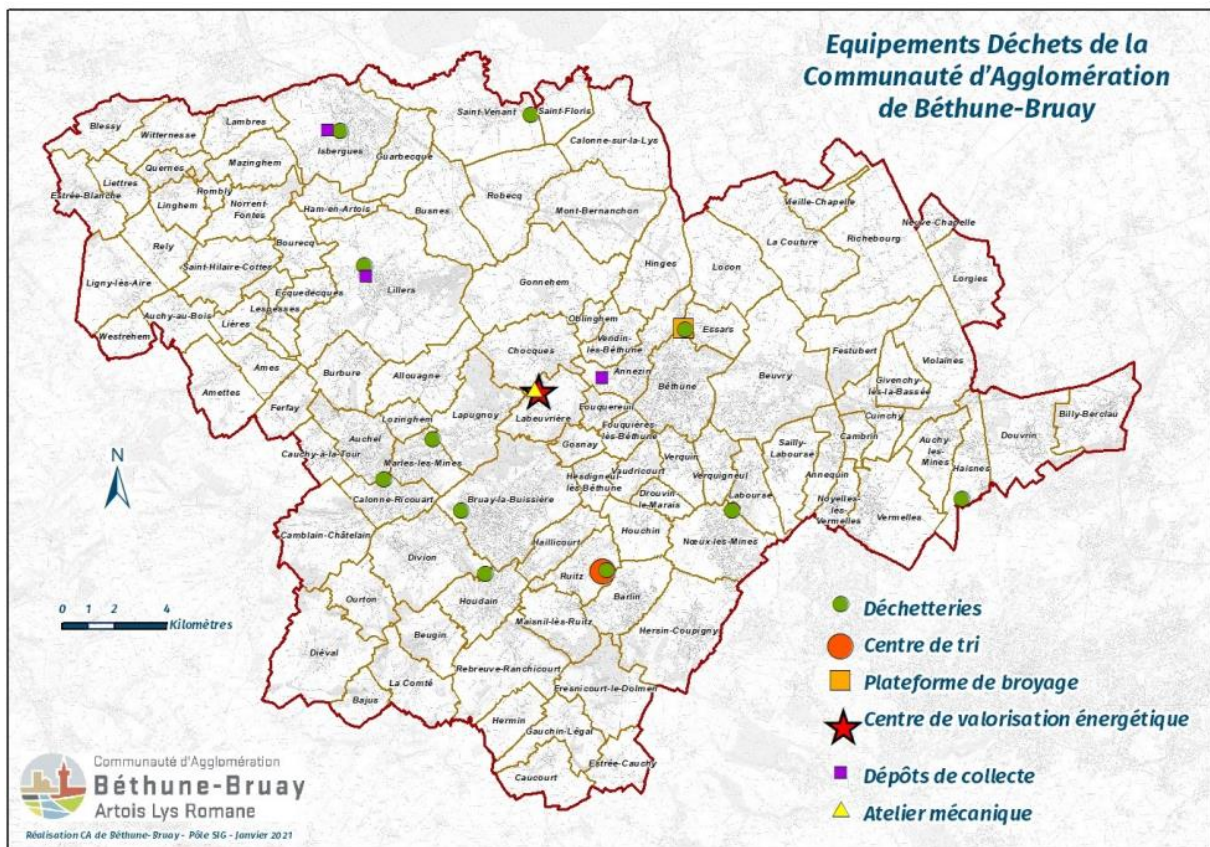 Equipements Déchets de la
Communauté d'Agglomération
de Béthune-Bruay
Saint-Venant
Saint-Floris
Blessy
Witternesse
Lambres
Isbergues
Guarbecque
Calonne-sur-la-Lys
Mazinghem
Quernes
Liettres
Estrée-Blanche
Rombly
Linghem
Norrent-
Fontes
Ham-en-Artois
Busnes
Robecq
Mont-Bernanchon
Vieille-Chapelle
Neuve-Chapelle
Richebourg
La Couture
Bourecq
Rely
Saint-Hilaire-Cottes
Hinges
Locon
Lorgies
Ligny-lès-Aire
Ecquedecques
Lillers
Gonnehem
Lespesses
Auchy-au-Bois
Lières
Westrehem
Oblinghem
Vendin-
lès-Béthune
Essars
Chocques
Festubert
Violaines
Ames
Burbure
Allouagne
Annezin
Béthune
Beuvry
Givenchy-
lès-la-Bassée
Amettes
Ferfay
Lozinghem
Lapugnoy
Labeuvrière
Fouquereuil
Fouquières-
lès-Béthune
Cuinchy
Billy-Berclau
Douvrin
Auchel
Cauchy-à-la-Tour
Marles-les-Mines
Gosnay
Verquin
Sailly-
Labourse
Cambrin
Auchy-
les-
Mines
Haisnes
Vaudricourt
Hesdigneul-
lès-Béthune
Verquigneul
Annequin
Calonne-Ricouart
Bruay-la-Buissière
Drouvin-
le-Marais
Labourse
Noyelles-
lès-
Vermelles
Vermelles
Camblain-Châtelain
Divion
Haillicourt
Houchin
Nœux-les-Mines
Ruitz
Barlin
Ourton
Houdain
Maisnil-lès-Ruitz
Hersin-Coupigny
Beugin
Diéval
Rebreuve-Ranchicourt
La Comté
Bajus
Fresnicourt-le-Dolmen
Hermin
Gauchin-Légal
Estrée-Cauchy
Caucourt
N
0 1 2 4
Kilomètres
Déchetteries
Centre de tri
Plateforme de broyage
Centre de valorisation énergétique
Dépôts de collecte
Atelier mécanique
Communauté d'Agglomération
Béthune-Bruay
Artois Lys Romane
Réalisation CA de Béthune-Bruay - Pôle SIG - Janvier 2021